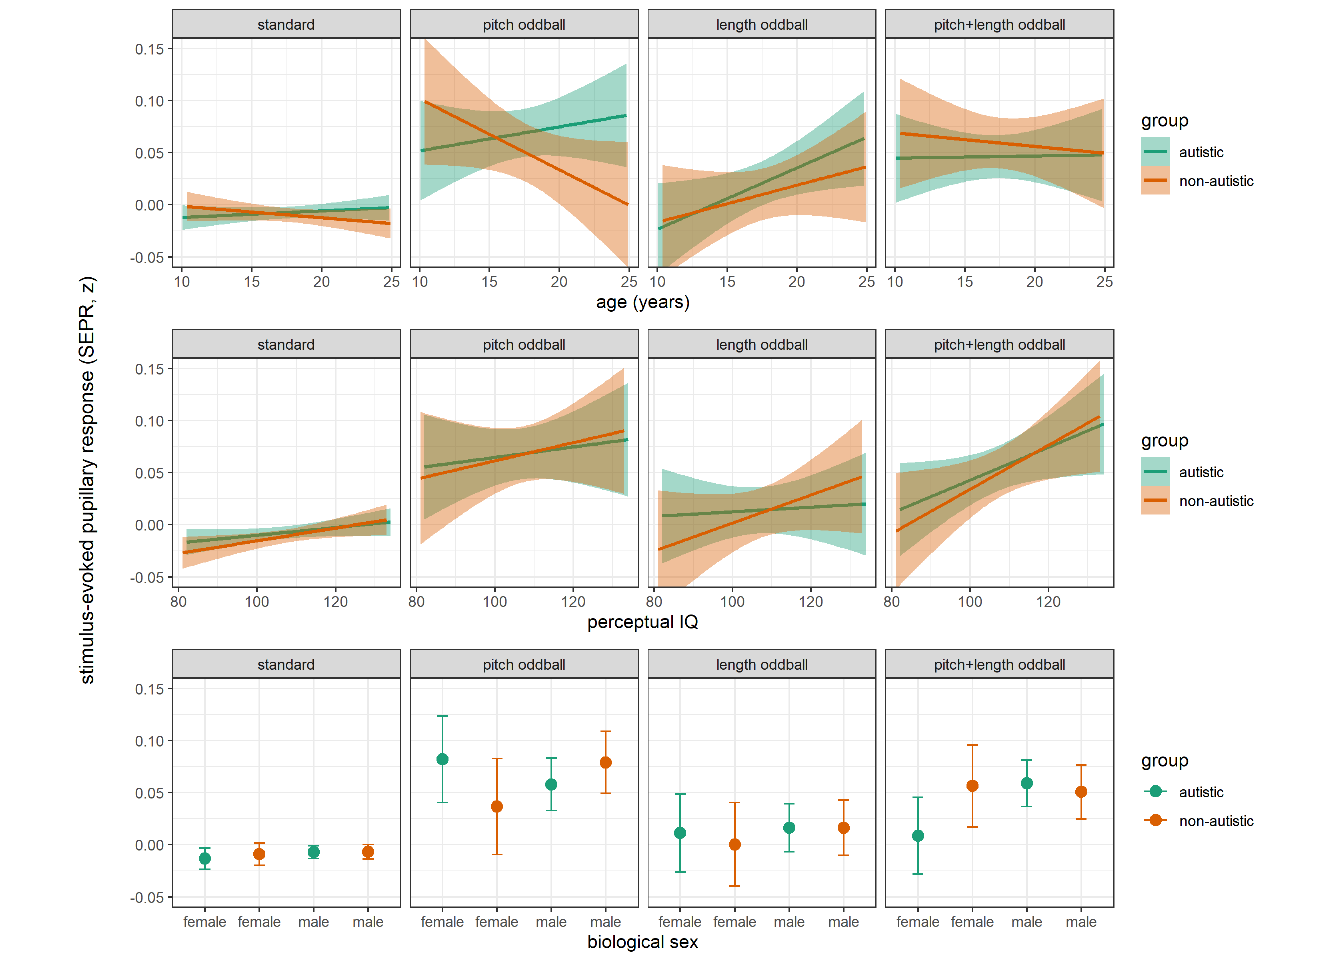 stimulus-evoked pupillary response (SEPR, z)
standard pitch oddball length oddball pitch+length oddball
0.15
0.10
0.05
0.00
-0.05
10 15 20 25 10 15 20 25 10 15 20 25 10 15 20 25
age (years)
group
autistic
non-autistic
standard pitch oddball length oddball pitch+length oddball
0.15
0.10
0.05
0.00
-0.05
80 100 120 80 100 120 80 100 120 80 100 120
perceptual IQ
group
autistic
non-autistic
standard pitch oddball length oddball pitch+length oddball
0.15
0.10
0.05
0.00
-0.05
female female male male female female male male female female male male female female male male
biological sex
group
autistic
non-autistic